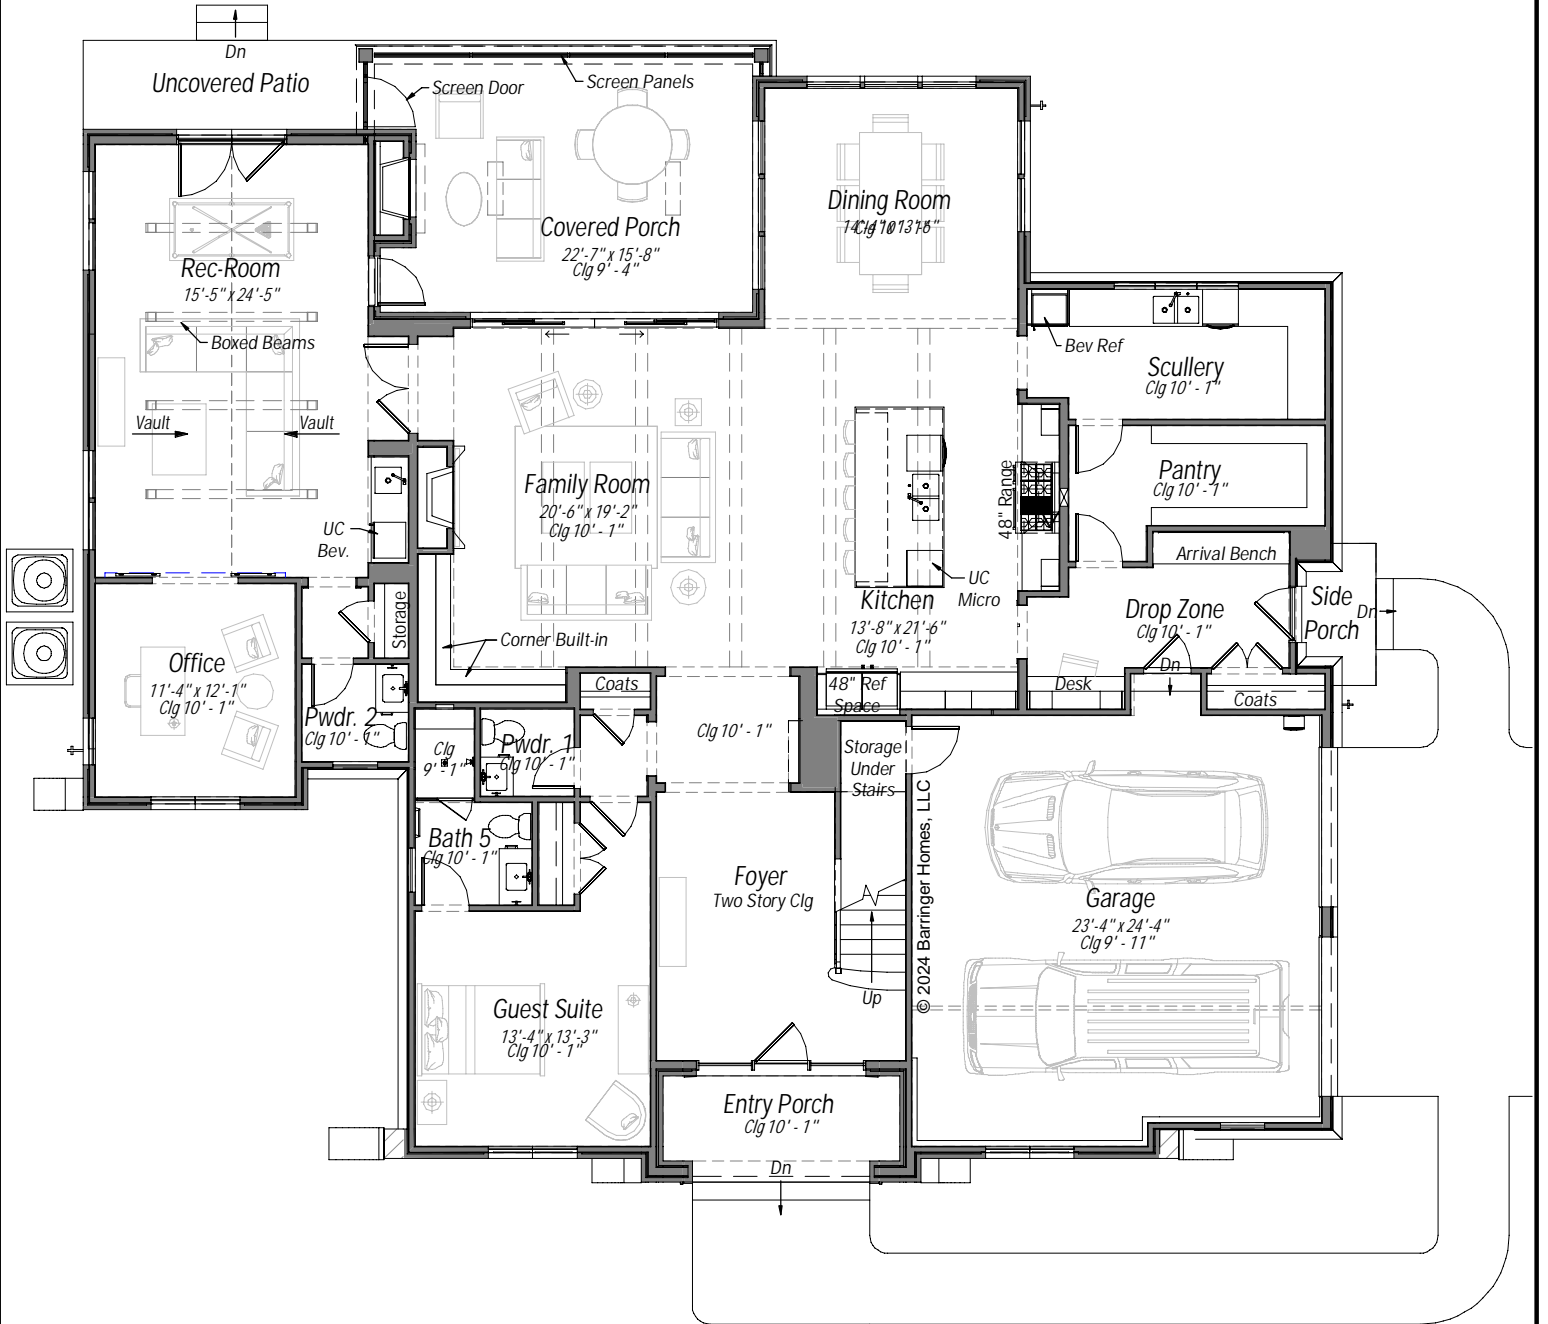 Dn
Uncovered Patio
Screen Door
Screen Panels
Covered Porch
22'-7" x 15'-8"
Clg 9' - 4"
Dining Room
Rec-Room
15'-5" x 24'-5"
Boxed Beams
Vault
Vault
UC
Bev.
Bev Ref
Scullery
Clg 10' - 1"
Pantry
Clg 10' - 1"
48" Range
Family Room
20'-6" x 19'-2"
Clg 10' - 1"
UC
Micro
Kitchen
13'-8" x 21'-6"
Clg 10' - 1"
Arrival Bench
Drop Zone
Clg 10' - 1"
Side
Porch
Dn
Dn
Storage
Corner Built-in
Office
11'-4" x 12'-1"
Clg 10' - 1"
Pwdr. 2
Clg 10' - 1"
Coats
48" Ref
Space
Desk
Coats
Clg
9' - 1"
Pwdr. 1
Clg 10' - 1"
Clg 10' - 1"
Storage
Under
Stairs
Bath 5
Clg 10' - 1"
Foyer
Two Story Clg
Up
© 2024 Barringer Homes, LLC
Garage
23'-4" x 24'-4"
Clg 9' - 11"
Guest Suite
13'-4" x 13'-3"
Clg 10' - 1"
Entry Porch
Clg 10' - 1"
Dn